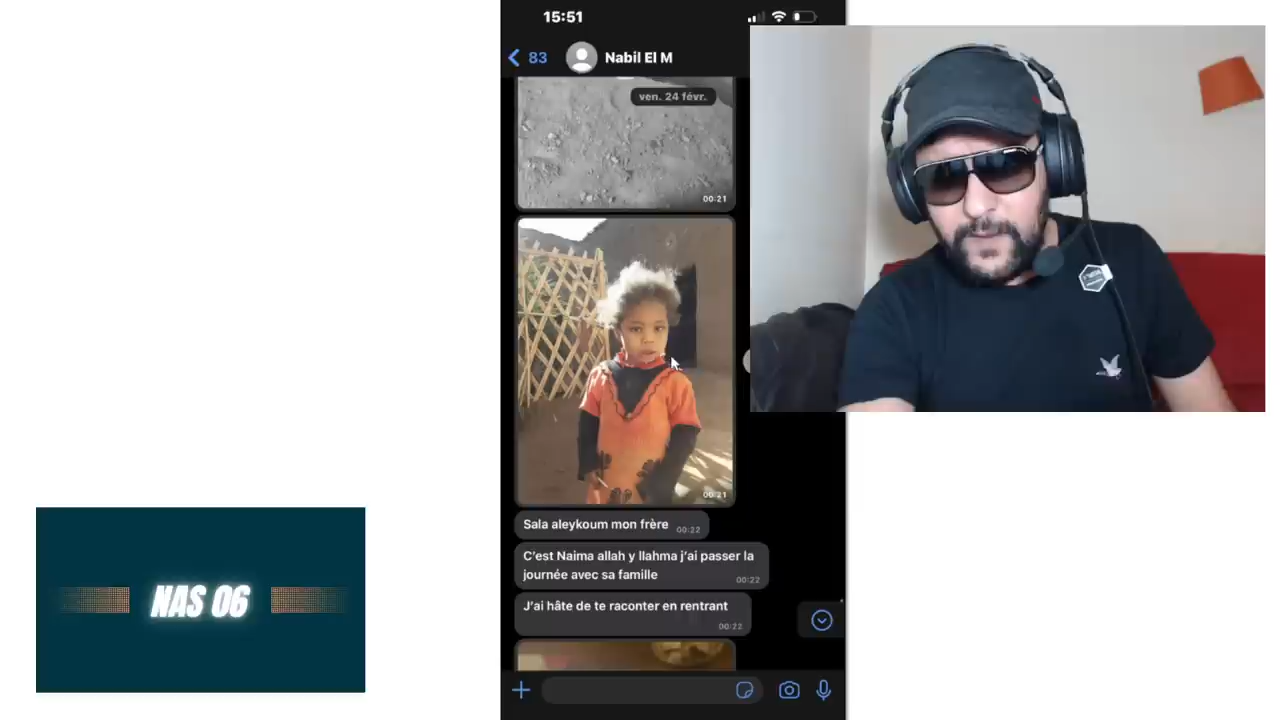 15:51
83
Nabil El M
ven. 24 févr.
00:21
00:21
Sala aleykoum mon frère 00:22
C'est Naima allah y llahma j'ai passer la
journée avec sa famille 00:22
J'ai hâte de te raconter en rentrant
00:22
NAS 06